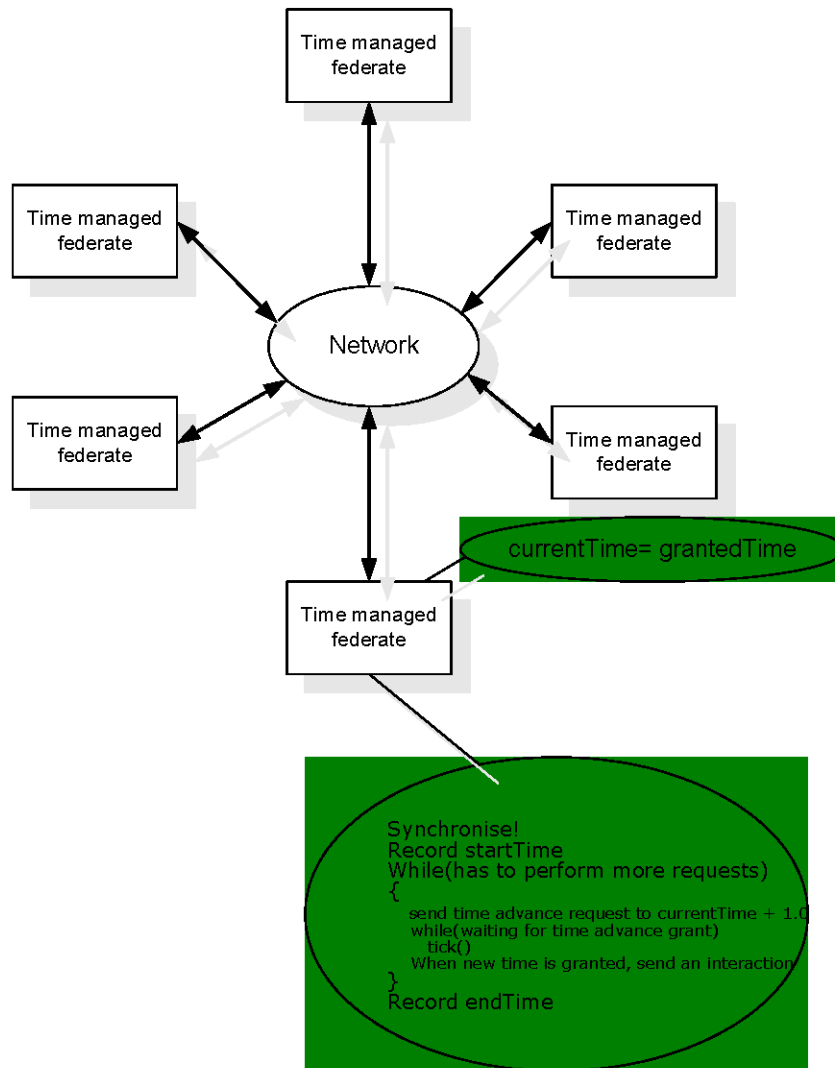 Time managed
federate
Time managed
federate
Time managed
federate
Network
Time managed
federate
Time managed
federate
currentTime= grantedTime
Time managed
federate
Synchronise!
Record startTime
While(has to perform more requests)
{
send time advance request to currentTime + 1.0
while(waiting for time advance grant)
tick()
When new time is granted, send an interaction
}
Record endTime